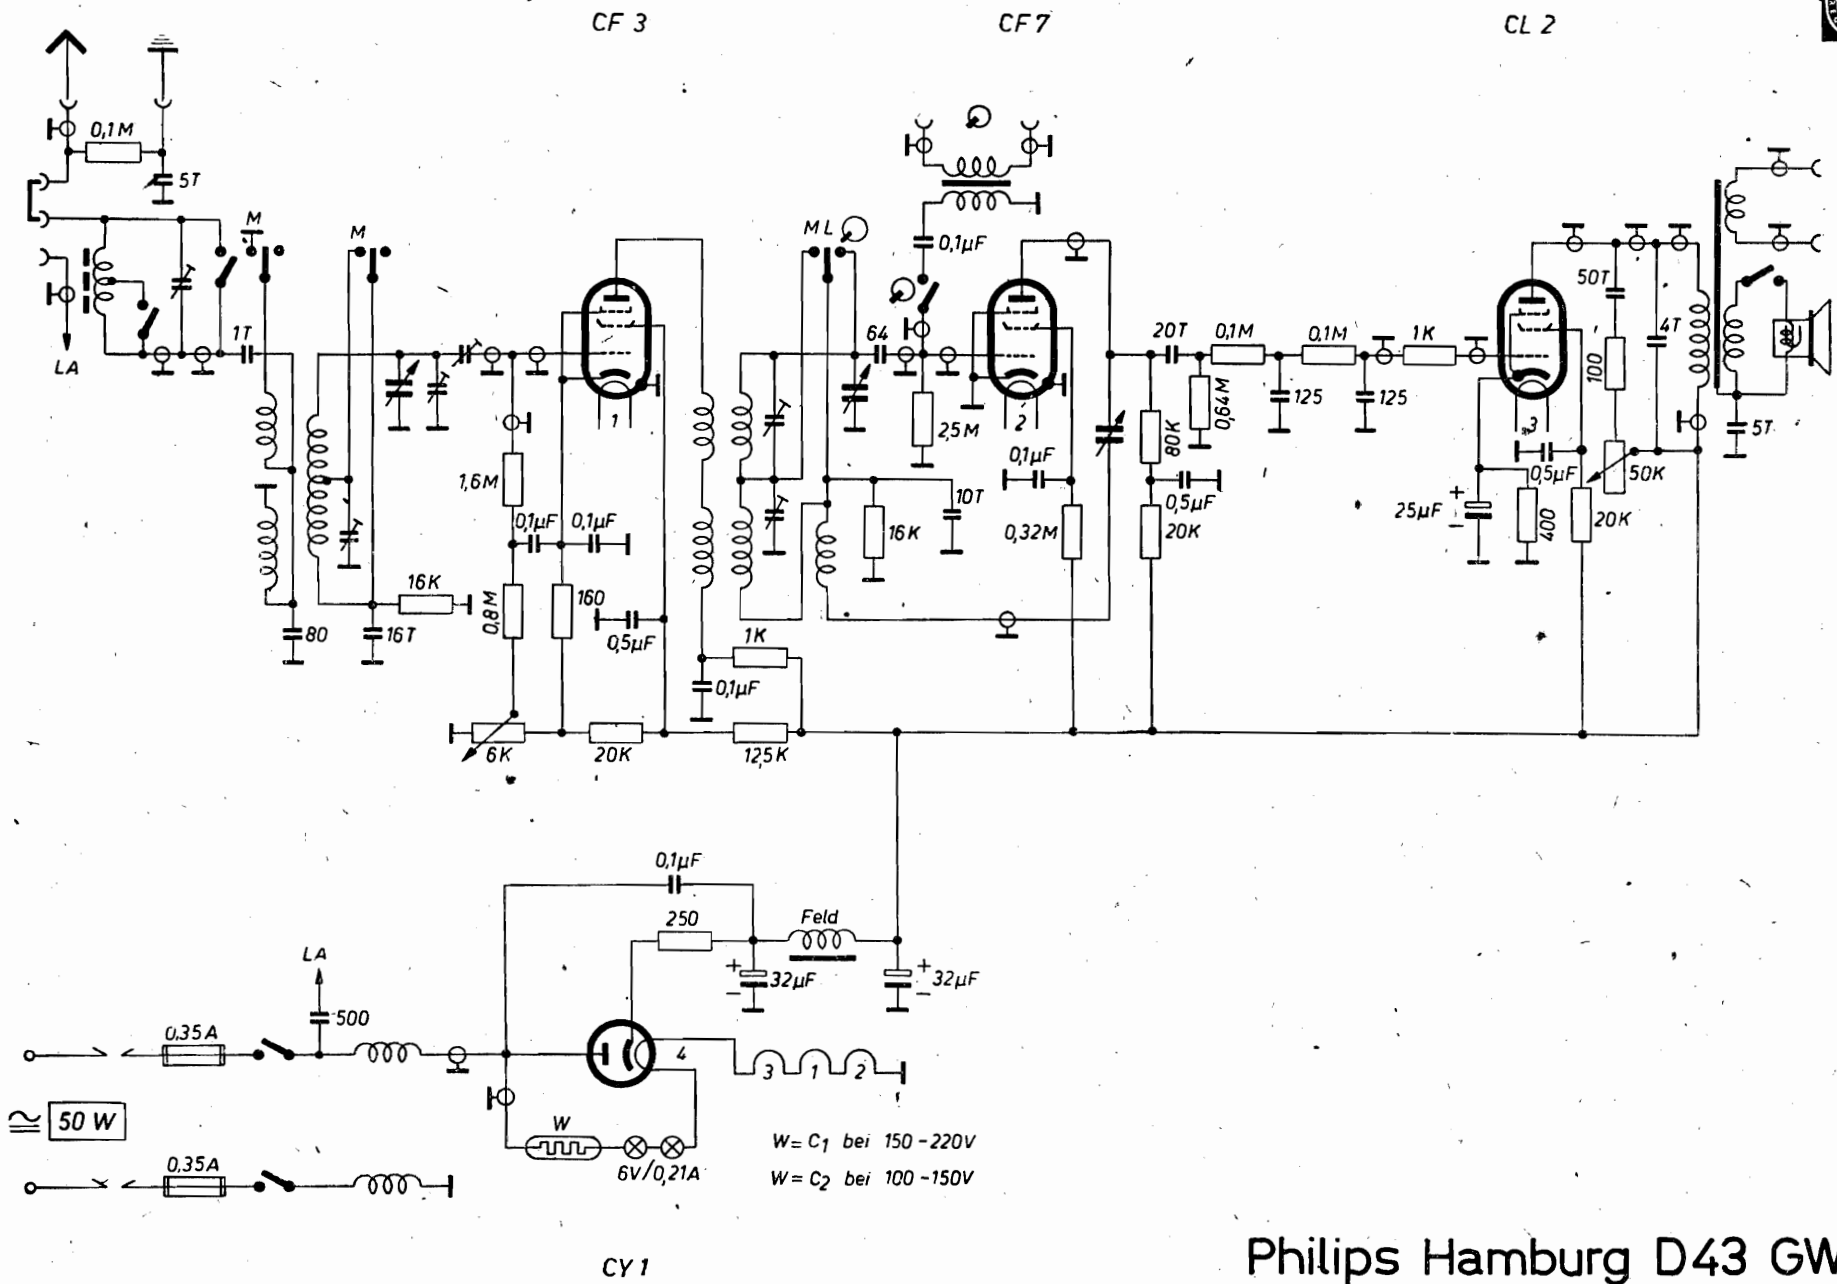 CF 3 CF 7 CL 2
0,1M
5T
M
M
M L
0,1µF
LA
1T
64
20T 0,1M 0,1M 1K
50T
4T
100
1
2
3
2,5M
0,64M
125 125
80K
5T
1,6M
0,1µF
0,5µF
0,5µF
50K
0,1µF 0,1µF
10T
16K
0,32M
20K
25µF
+
−
400
20K
16K
0,8M
160
80
16T
0,5µF
1K
0,1µF
6K
20K
12,5K
0,1µF
250
Feld
+
−
32µF
+
−
32µF
LA
500
0,35A
4
3 1 2
≅ 50 W
W
6V/0,21A
W = C1 bei 150-220V
W = C2 bei 100-150V
0,35A
CY 1
Philips Hamburg D43 GW